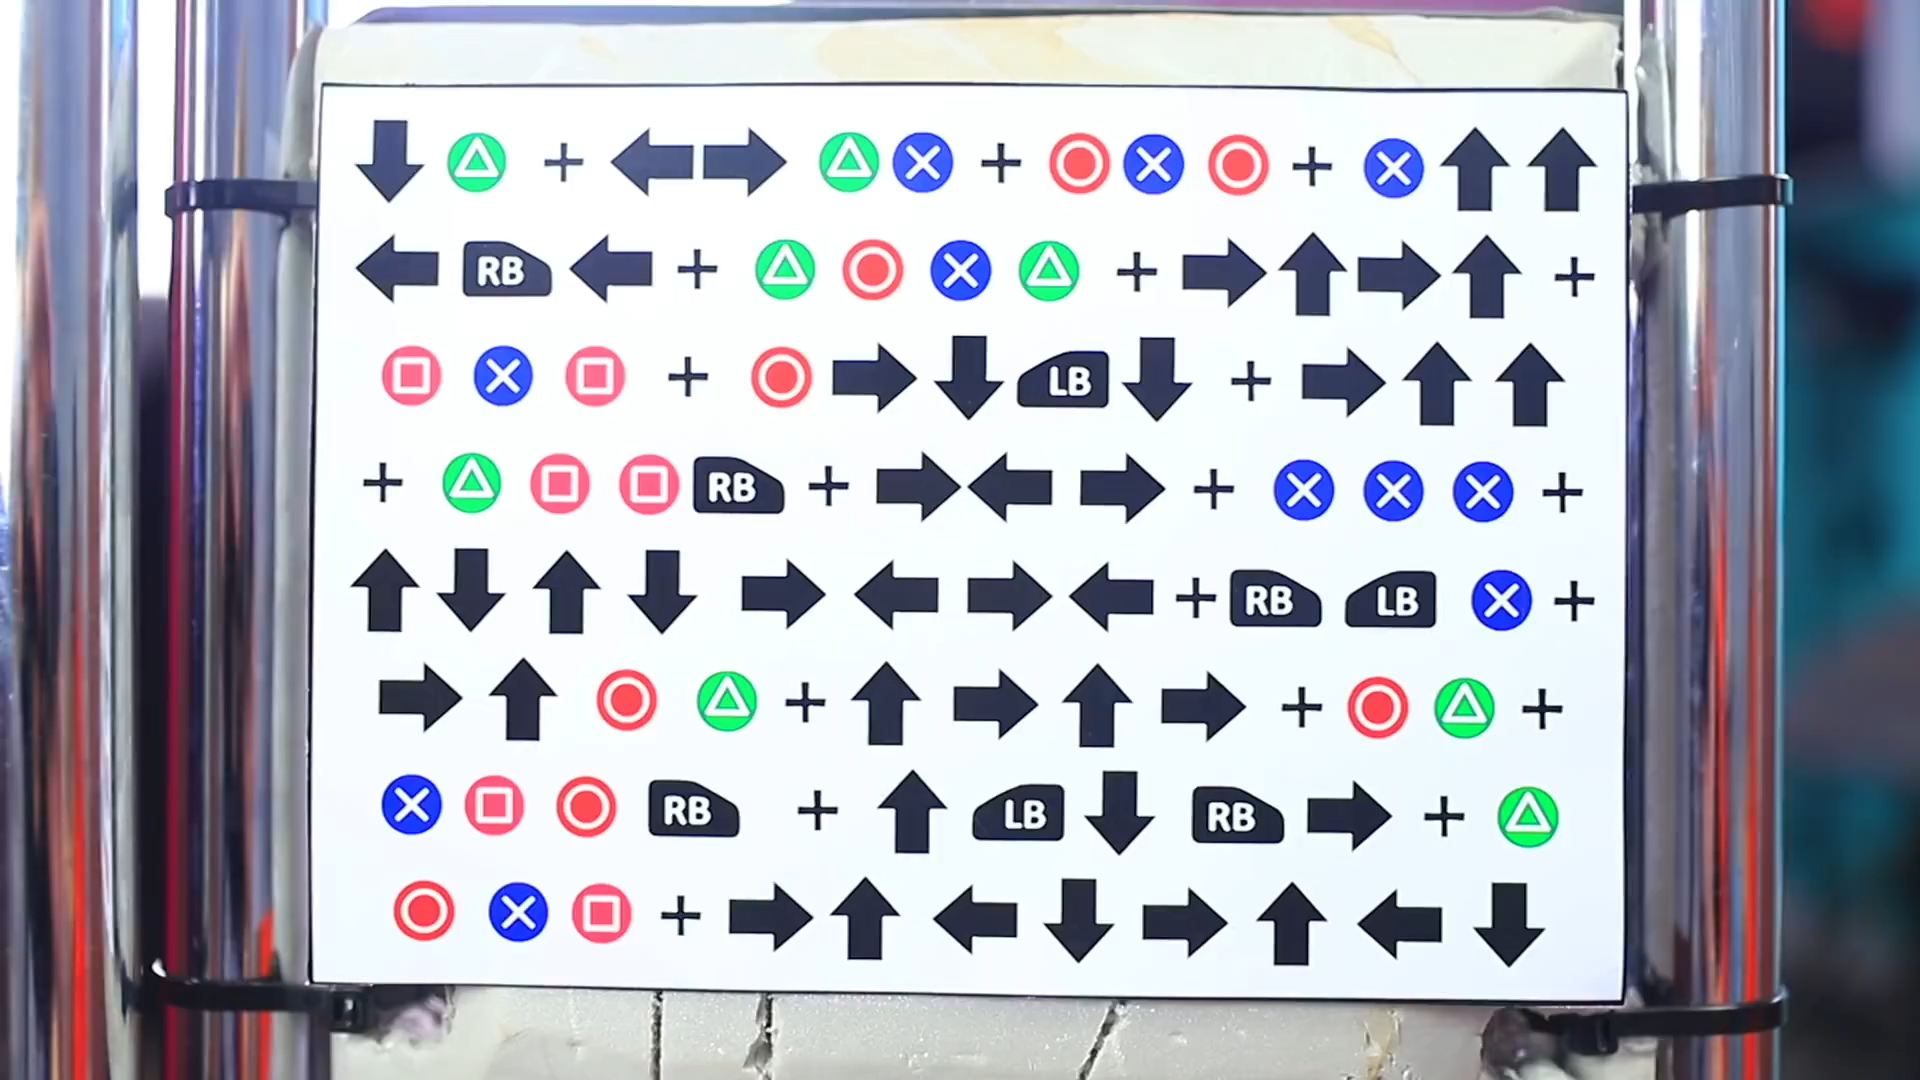 + + +
RB + + +
+ LB +
+ RB + + +
+ RB LB +
+ + +
RB + LB RB +
+